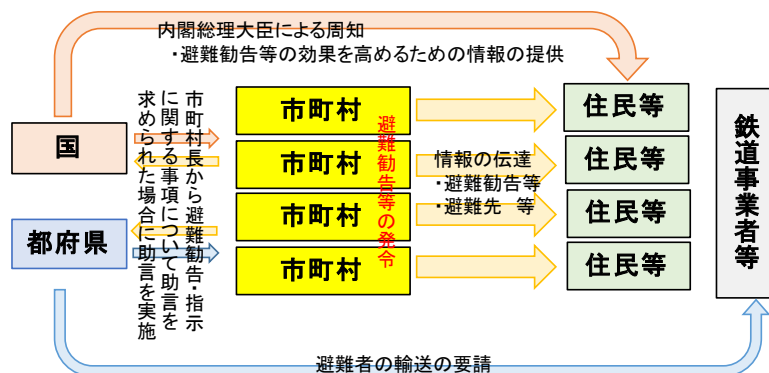 内閣総理大臣による周知
・避難勧告等の効果を高めるための情報の提供
国
都府県
市町村長から避難勧告・指示
に関する事項について助言を
求められた場合に助言を実施
市町村
市町村
市町村
市町村
避難勧告等の発令
情報の伝達
・避難勧告等
・避難先 等
住民等
住民等
住民等
住民等
鉄道事業者等
避難者の輸送の要請